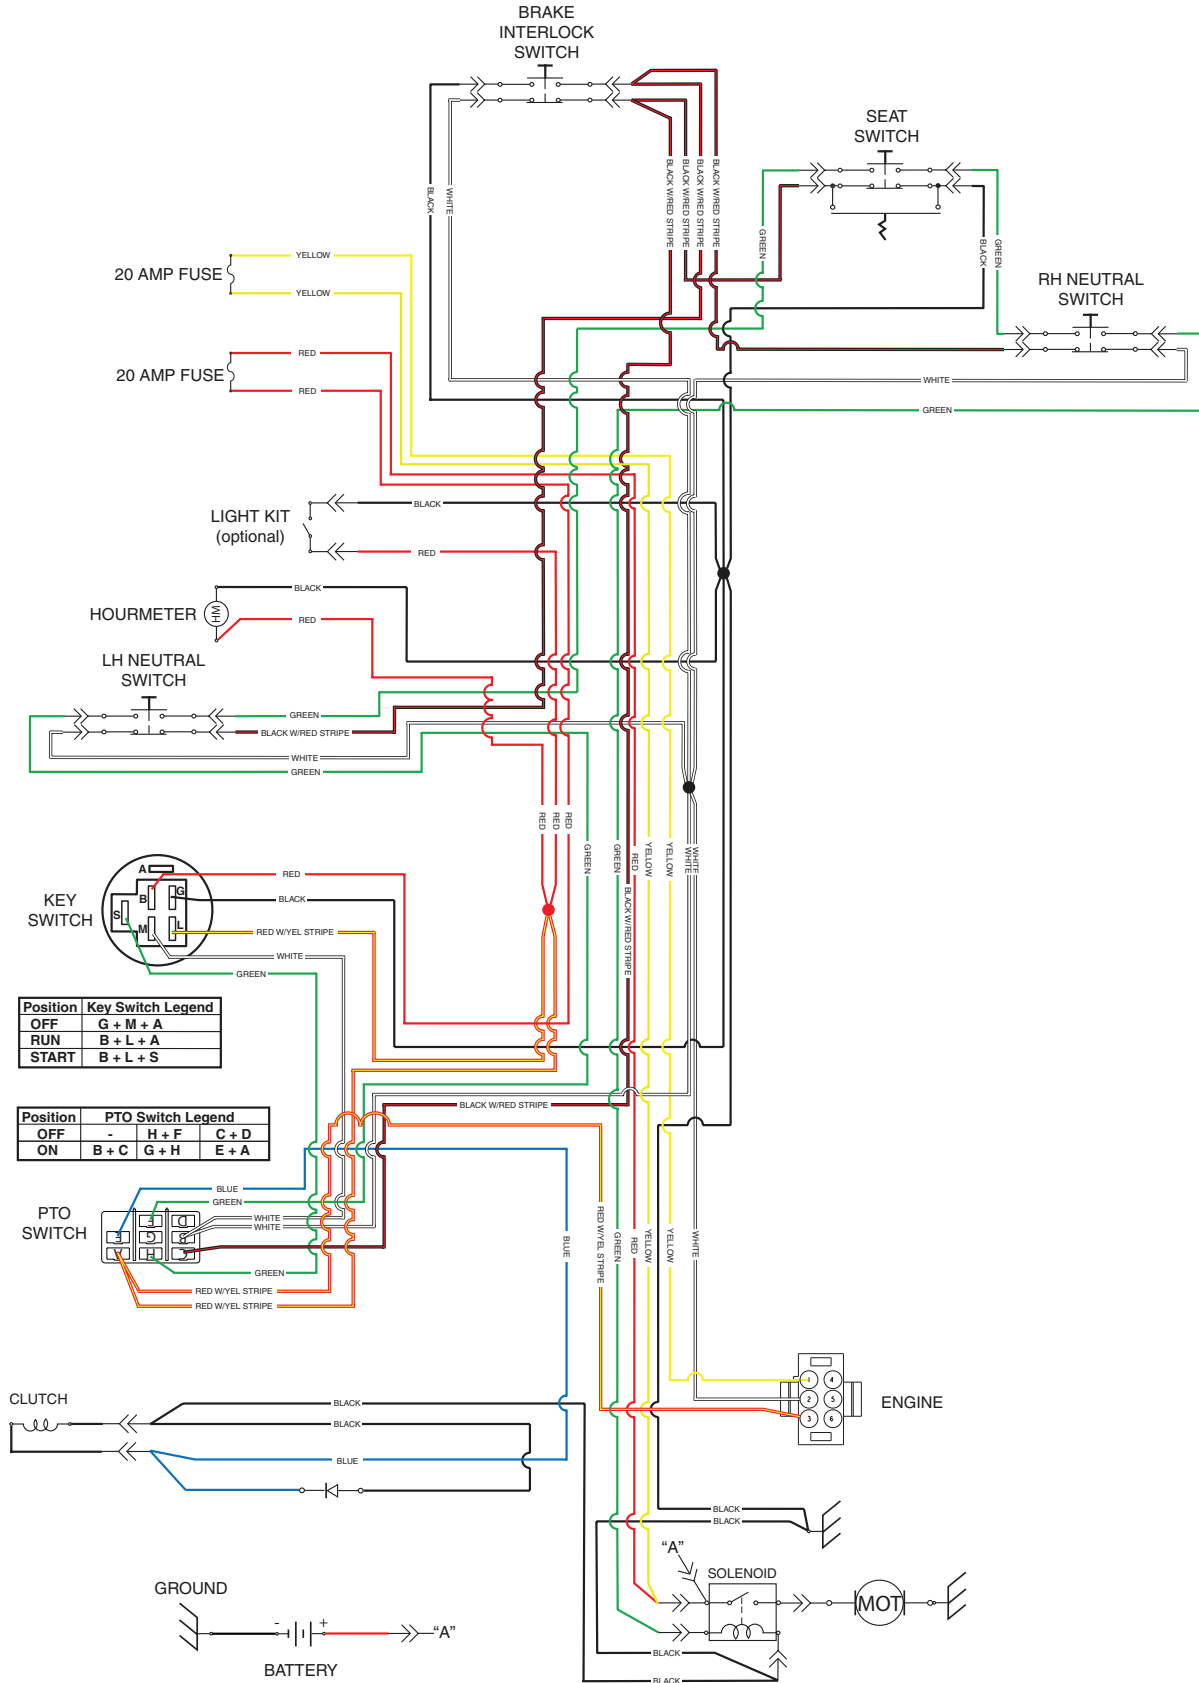 BRAKE
INTERLOCK
SWITCH
SEAT
SWITCH
BLACK
WHITE
BLACK W/RED STRIPE
BLACK W/RED STRIPE
BLACK W/RED STRIPE
BLACK W/RED STRIPE
GREEN
BLACK
GREEN
YELLOW
20 AMP FUSE
YELLOW
RH NEUTRAL
SWITCH
RED
20 AMP FUSE
RED
WHITE
GREEN
BLACK
LIGHT KIT
(optional)
RED
BLACK
HOURMETER
HM
RED
LH NEUTRAL
SWITCH
GREEN
BLACK W/RED STRIPE
WHITE
GREEN
RED
RED
RED
GREEN
GREEN
RED
YELLOW
YELLOW
WHITE
WHITE
BLACK W/RED STRIPE
KEY
SWITCH
A
B
G
S
M
L
RED
BLACK
RED W/YEL STRIPE
WHITE
GREEN
Position Key Switch Legend
OFF G + M + A
RUN B + L + A
START B + L + S
BLACK W/RED STRIPE
Position PTO Switch Legend
OFF - H + F C + D
ON B + C G + H E + A
PTO
SWITCH
BLUE
GREEN
WHITE
WHITE
F
D
E
G
B
A
H
C
GREEN
RED W/YEL STRIPE
RED W/YEL STRIPE
BLUE
RED W/YEL STRIPE
GREEN
RED
YELLOW
YELLOW
WHITE
CLUTCH
BLACK
BLACK
BLUE
1
4
2
5
3
6
ENGINE
BLACK
BLACK
"A"
SOLENOID
MOT
GROUND
-
+
"A"
BATTERY
BLACK
BLACK